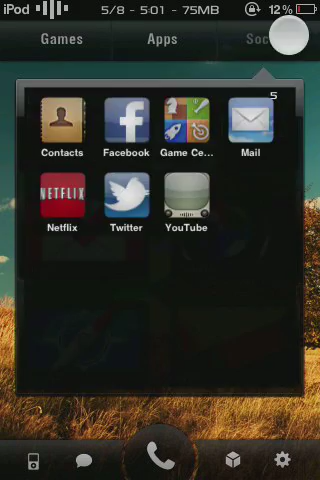 iPod 5/8 - 5:01 - 75MB 12%
Games Apps Soc
5
Contacts Facebook Game Ce... Mail
NETFLIX
Netflix Twitter YouTube